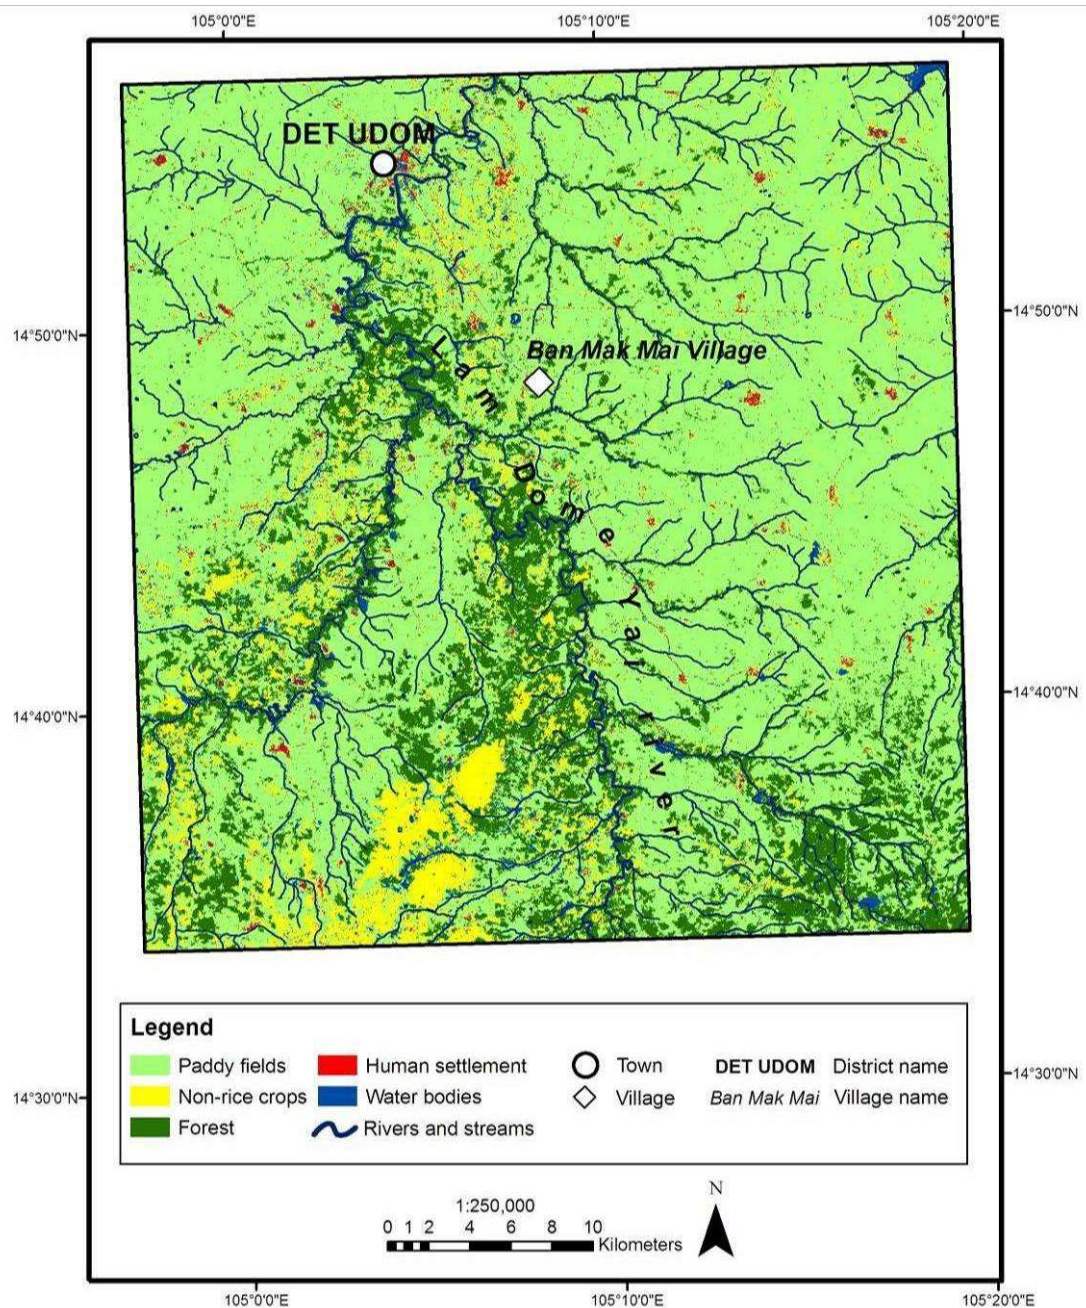 105°0'0"E 105°10'0"E 105°20'0"E
DET UDOM
14°50'0"N 14°50'0"N
Ban Mak Mai Village
Lam Dome Yai river
14°40'0"N 14°40'0"N
Legend
Paddy fields Human settlement Town DET UDOM District name
Non-rice crops Water bodies Village Ban Mak Mai Village name
Forest Rivers and streams
14°30'0"N 14°30'0"N
N
1:250,000
0 1 2 4 6 8 10
Kilometers
105°0'0"E 105°10'0"E 105°20'0"E